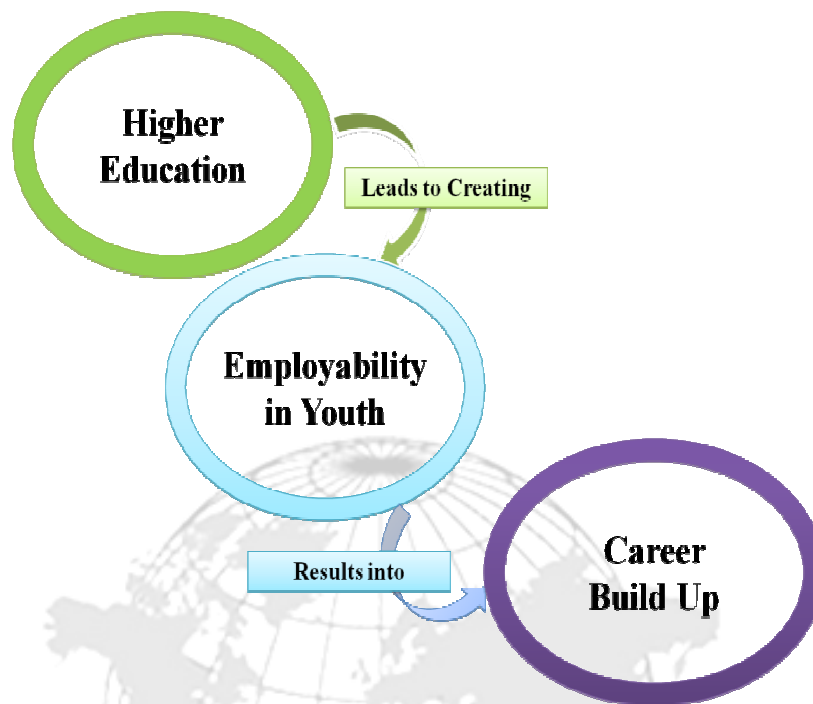 Higher
Education
Leads to Creating
Employability
in Youth
Results into
Career
Build Up